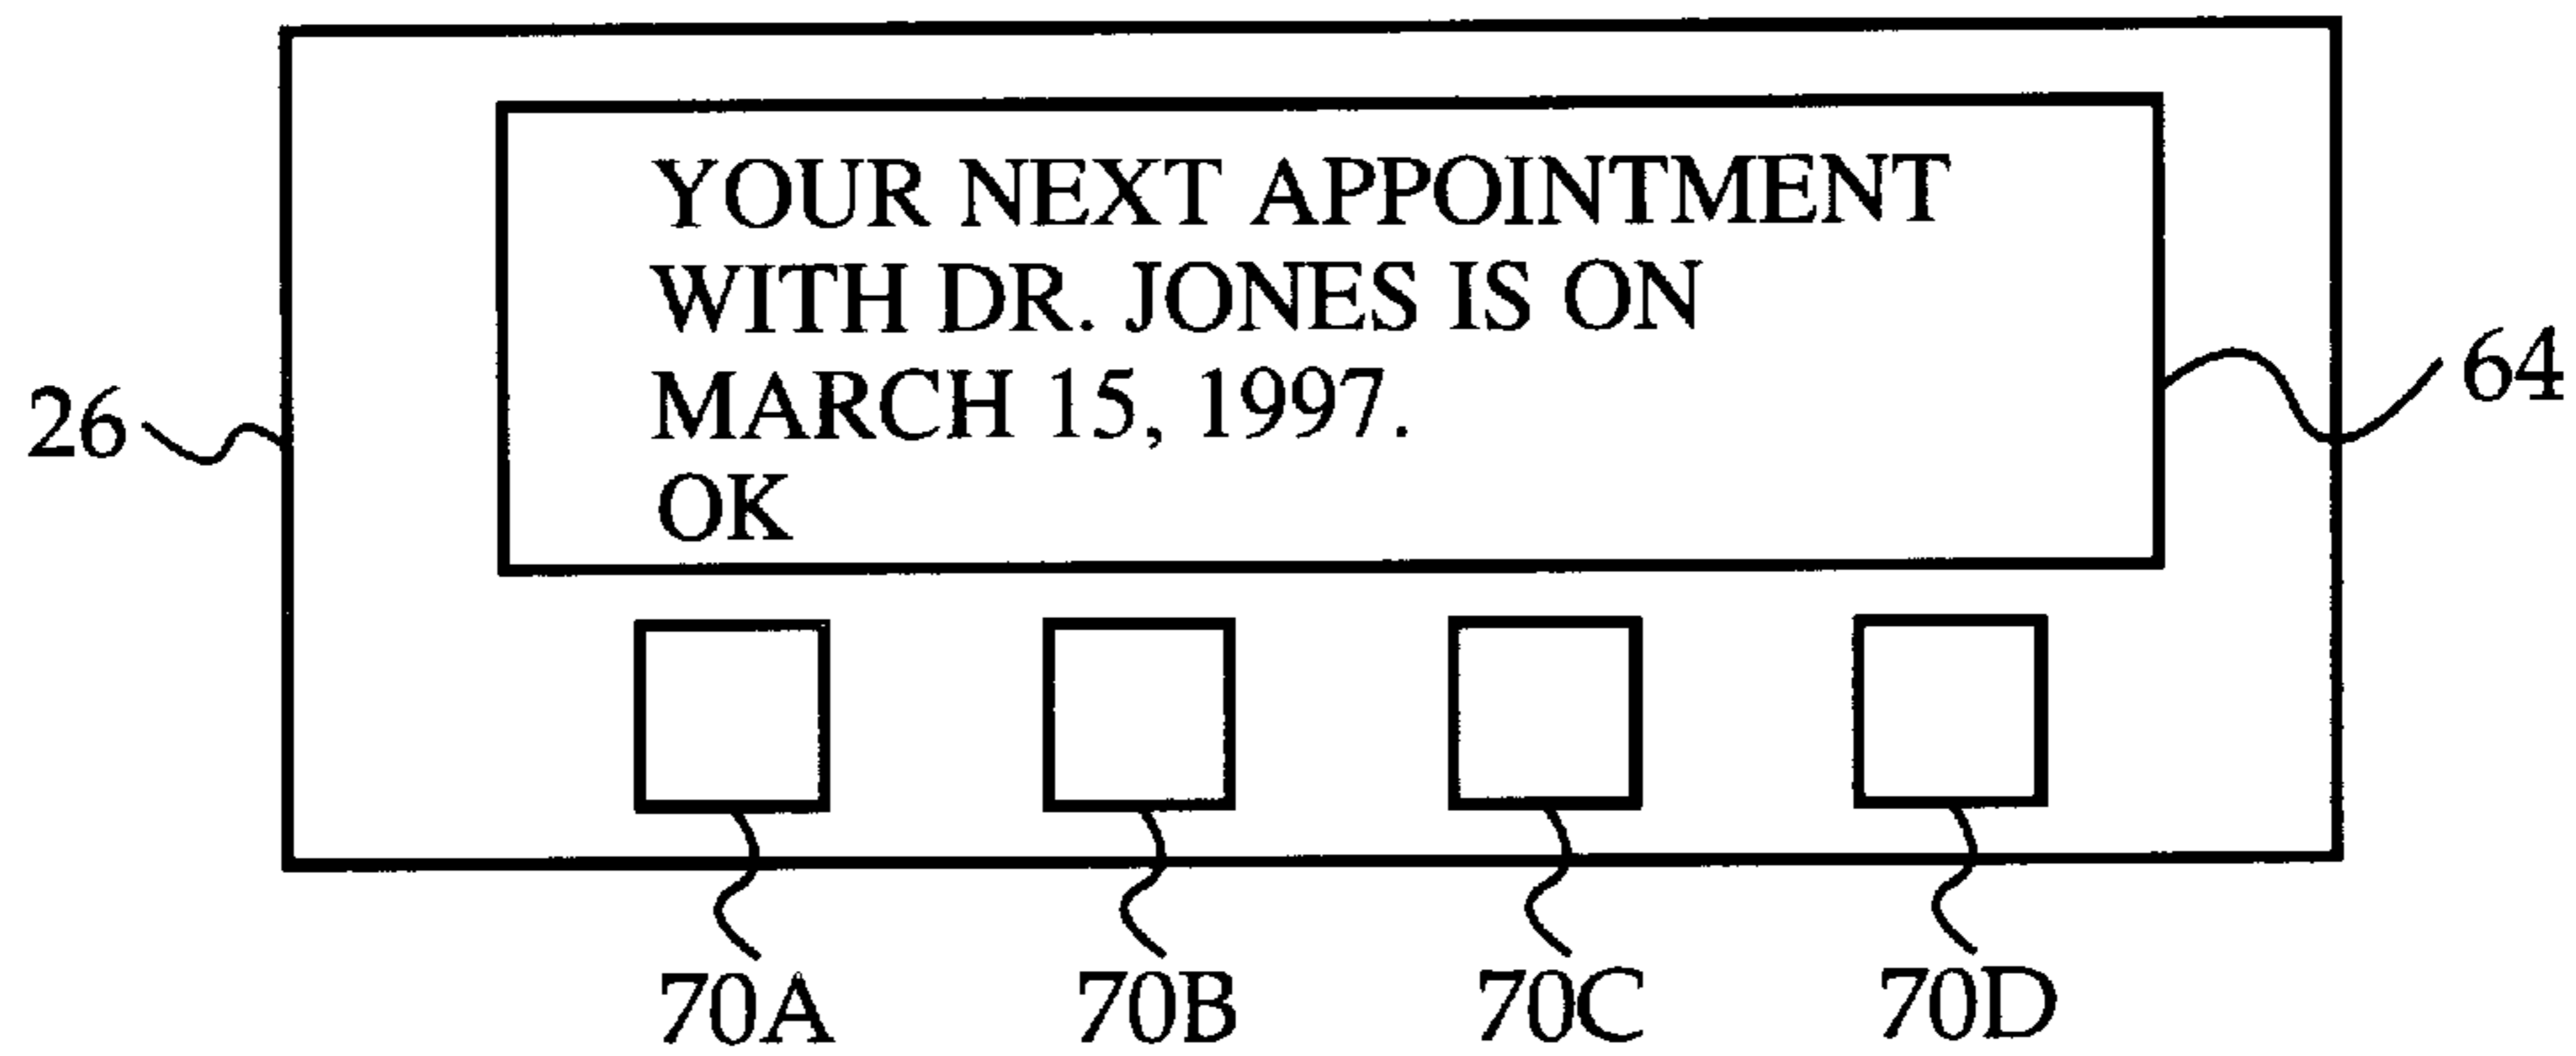 YOUR NEXT APPOINTMENT
WITH DR. JONES IS ON
MARCH 15, 1997.
OK
26
64
70A 70B 70C 70D